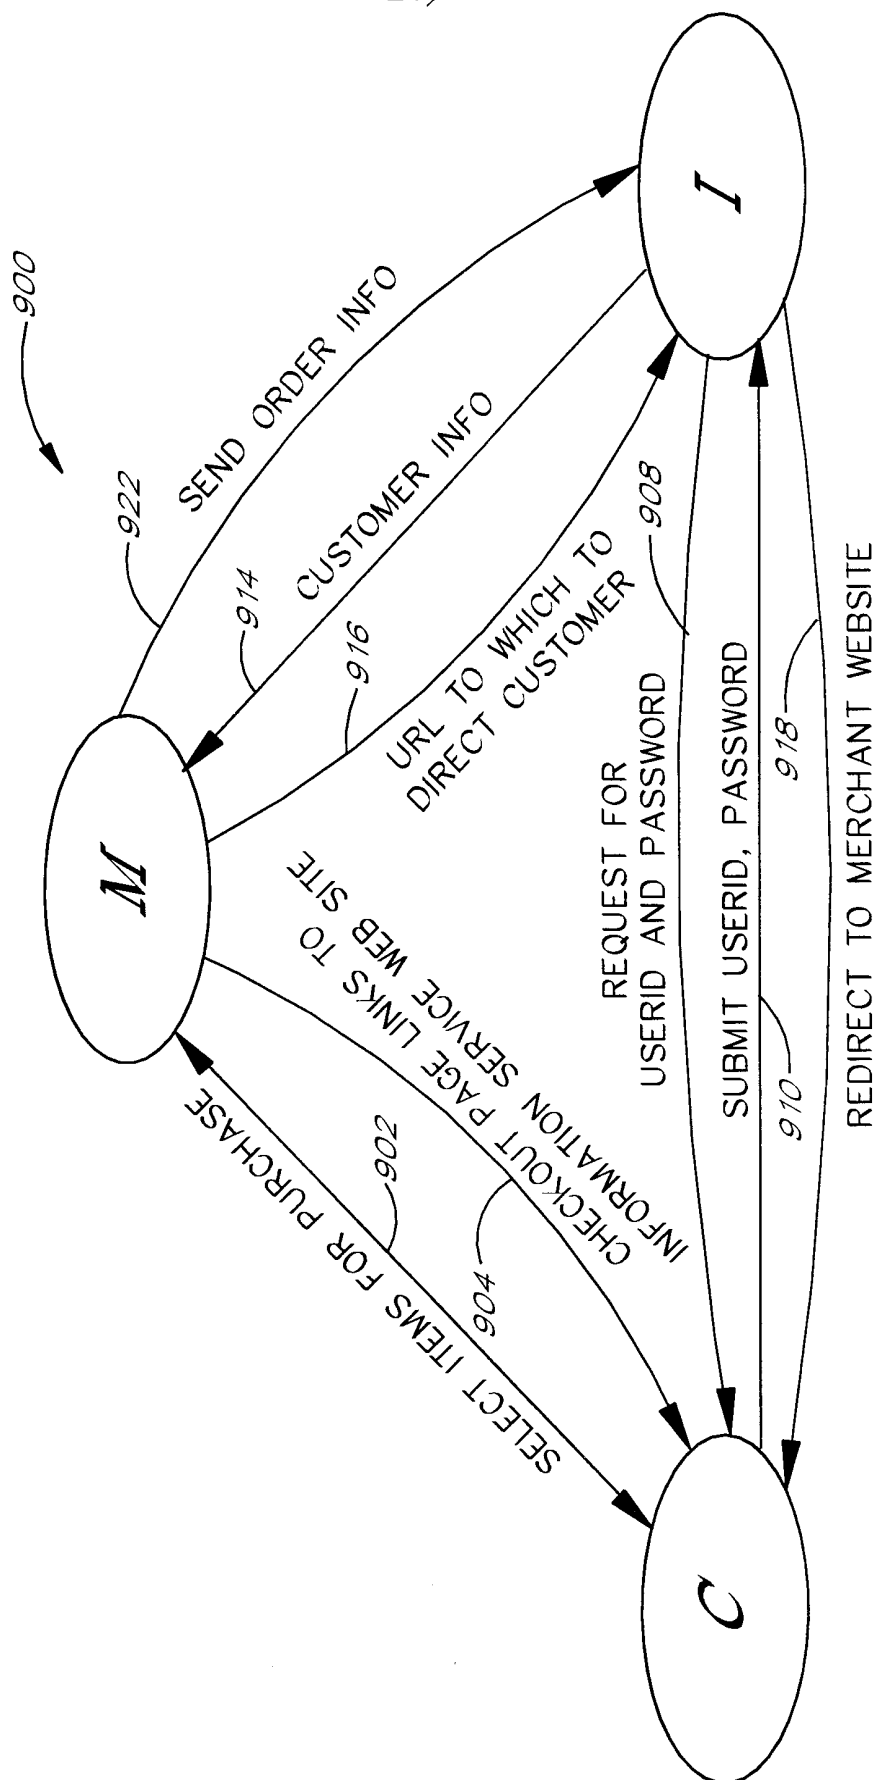 900
M
922
SEND ORDER INFO
914
CUSTOMER INFO
916
URL TO WHICH TO
DIRECT CUSTOMER
SELECT ITEMS FOR PURCHASE
902
904
CHECKOUT PAGE LINKS TO
INFORMATION SERVICE WEB SITE
C
I
REQUEST FOR
USERID AND PASSWORD
908
SUBMIT USERID, PASSWORD
910
918
REDIRECT TO MERCHANT WEBSITE